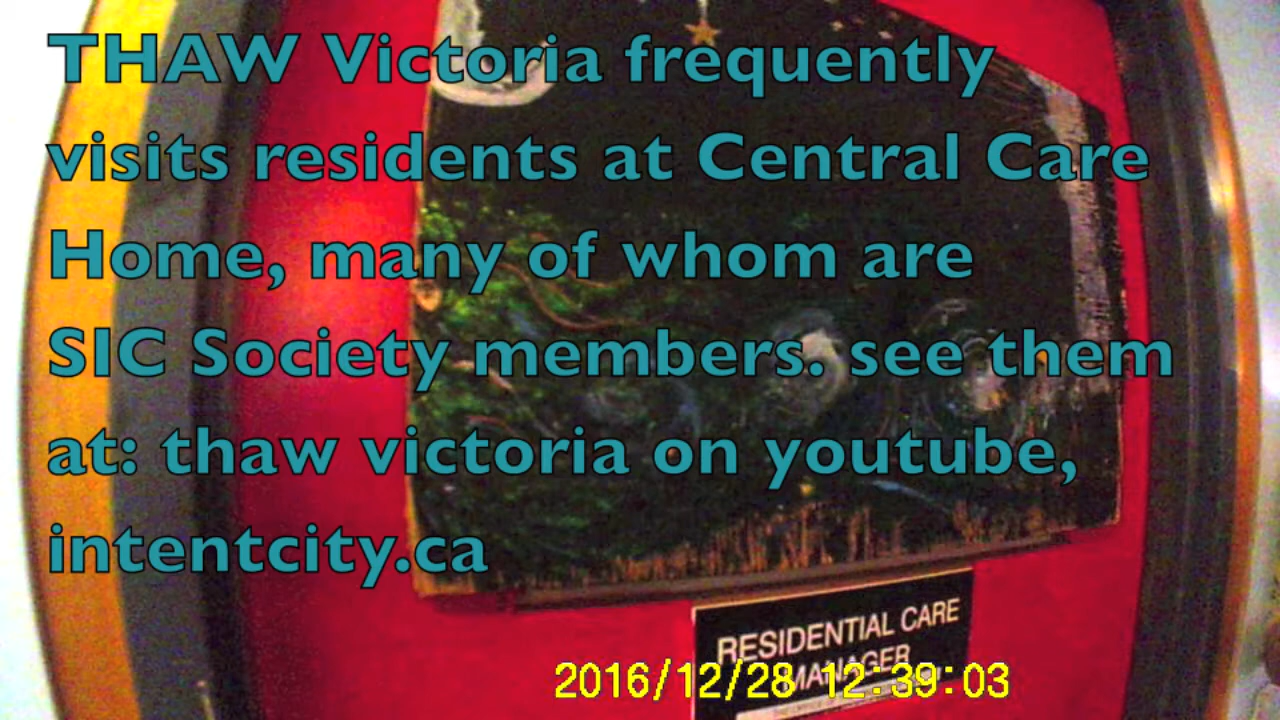 THAW Victoria frequently
visits residents at Central Care
Home, many of whom are
SIC Society members. see them
at: thaw victoria on youtube,
intentcity.ca
RESIDENTIAL CARE
MANAGER
2016/12/28 12:39:03